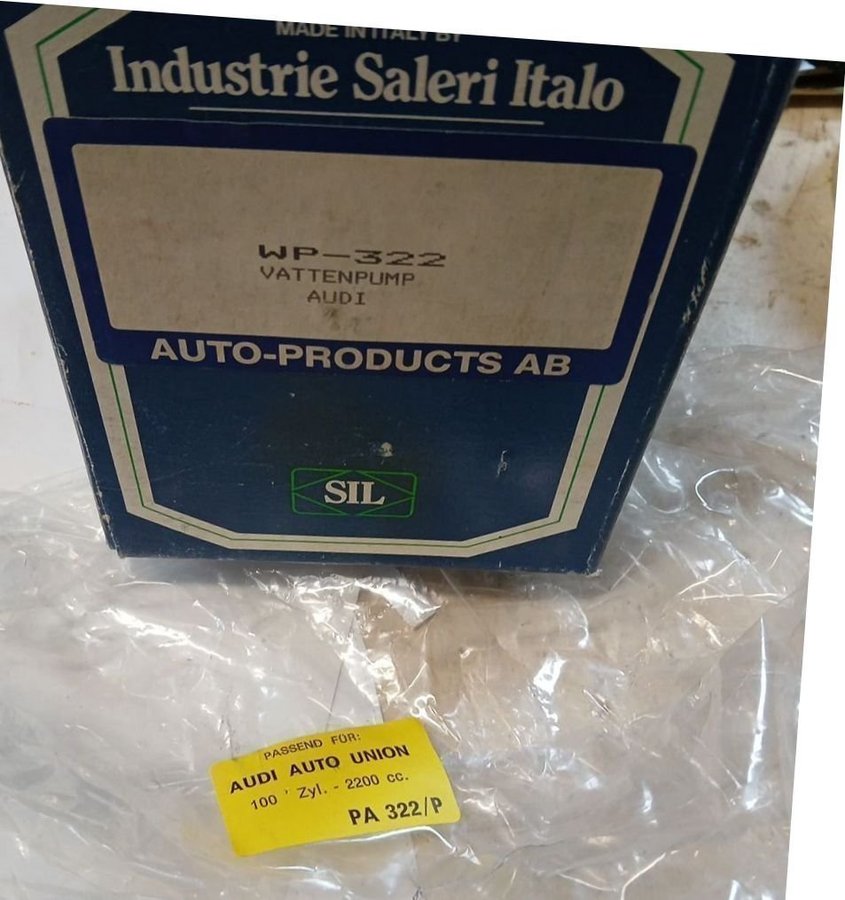 MADE IN ITALY BY
Industrie Saleri Italo
WP-322
VATTENPUMP
AUDI
AUTO-PRODUCTS AB
SIL
PASSEND FÜR:
AUDI AUTO UNION
100 ' Zyl. - 2200 cc.
PA 322/P